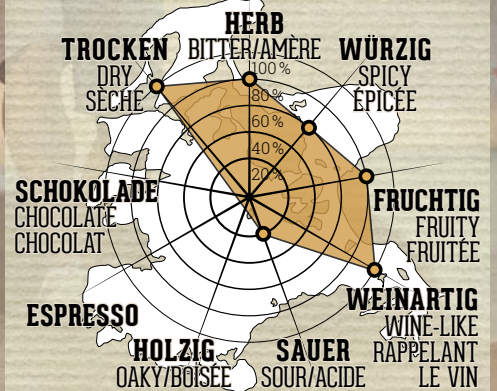 HERB
BITTER/AMÈRE
TROCKEN
DRY
SÈCHE
WÜRZIG
SPICY
ÉPICÉE
100%
80%
60%
40%
20%
SCHOKOLADE
CHOCOLATE
CHOCOLAT
FRUCHTIG
FRUITY
FRUITÉE
ESPRESSO
WEINARTIG
WINE-LIKE
RAPPELANT
LE VIN
HOLZIG
OAKY/BOISÉE
SAUER
SOUR/ACIDE